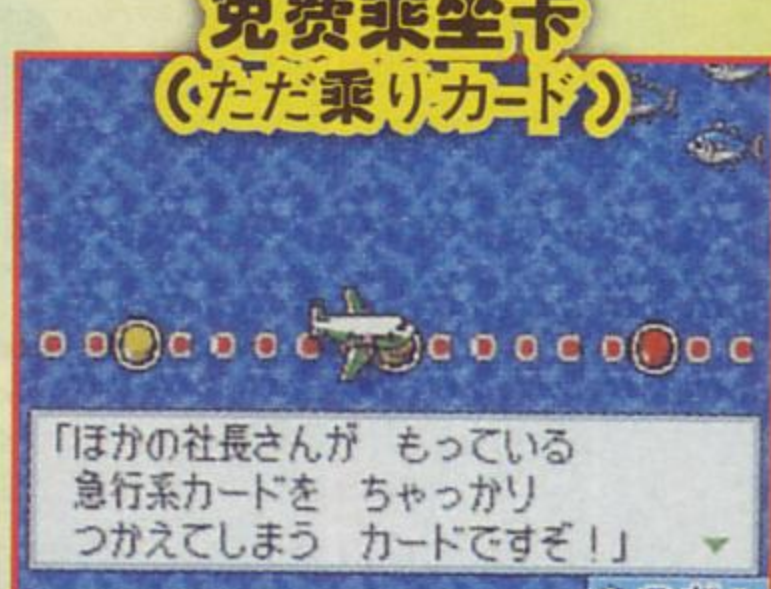 免费乘坐卡
(ただ乗りカード)
「ほかの社長さんが もっている
急行系カードを ちゃっかり
つかえてしまう カードですぞ!」